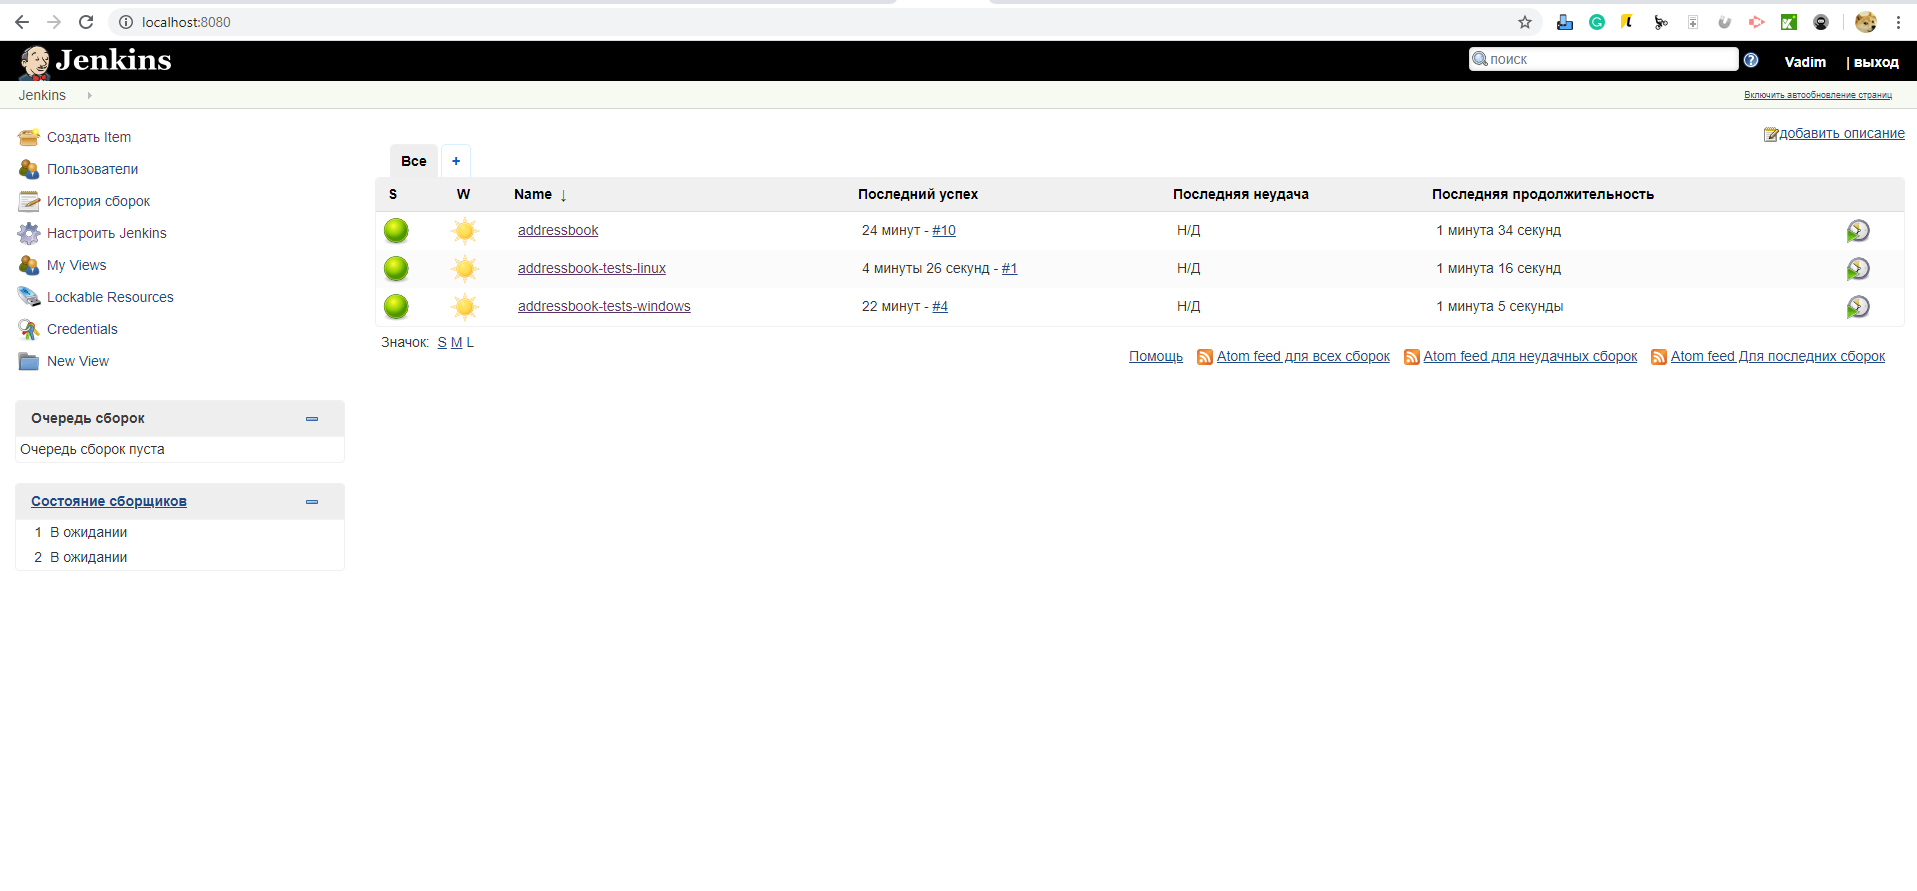 localhost:8080
Jenkins
поиск
Vadim | выход
Jenkins
Включить автообновление страниц
Создать Item
Пользователи
История сборок
Настроить Jenkins
My Views
Lockable Resources
Credentials
New View
Очередь сборок
Очередь сборок пуста
Состояние сборщиков
1 В ожидании
2 В ожидании
добавить описание
Все +
S W Name ↓ Последний успех Последняя неудача Последняя продолжительность
addressbook 24 минут - #10 Н/Д 1 минута 34 секунд
addressbook-tests-linux 4 минуты 26 секунд - #1 Н/Д 1 минута 16 секунд
addressbook-tests-windows 22 минут - #4 Н/Д 1 минута 5 секунды
Значок: S M L
Помощь Atom feed для всех сборок Atom feed для неудачных сборок Atom feed Для последних сборок